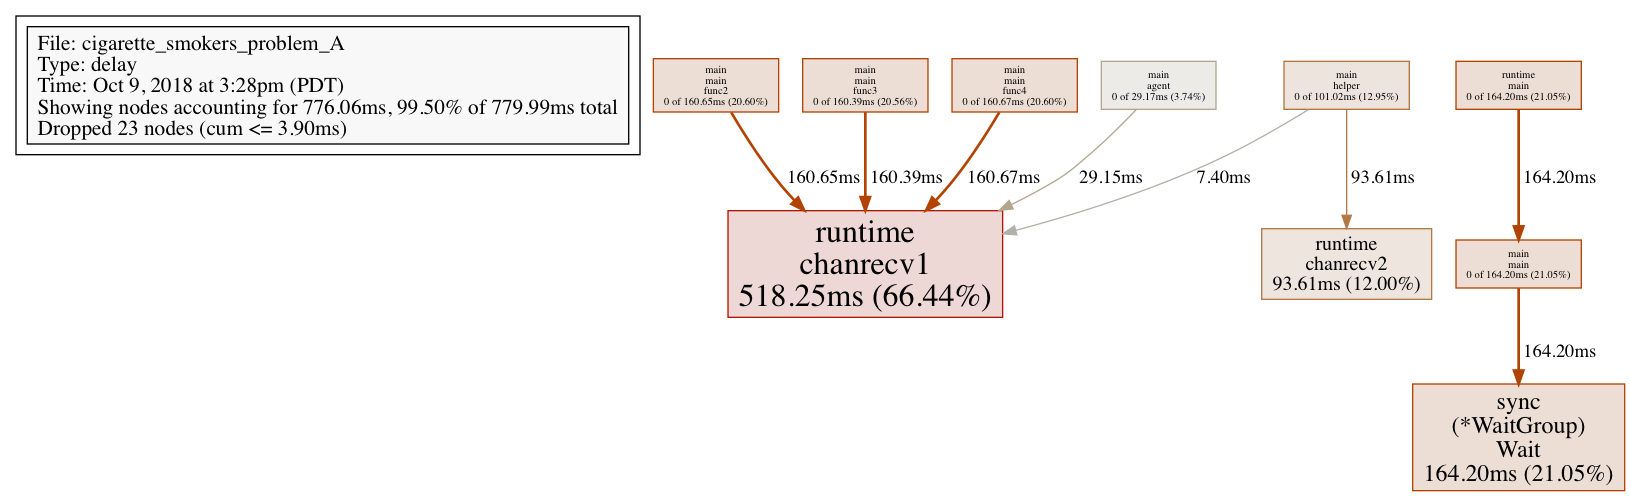 File: cigarette_smokers_problem_A
Type: delay
Time: Oct 9, 2018 at 3:28pm (PDT)
Showing nodes accounting for 776.06ms, 99.50% of 779.99ms total
Dropped 23 nodes (cum <= 3.90ms)
main
main
func2
0 of 160.65ms (20.60%)
main
main
func3
0 of 160.39ms (20.56%)
main
main
func4
0 of 160.67ms (20.60%)
main
agent
0 of 29.17ms (3.74%)
main
helper
0 of 101.02ms (12.95%)
runtime
main
0 of 164.20ms (21.05%)
160.65ms
160.39ms
160.67ms
29.15ms
7.40ms
93.61ms
164.20ms
runtime
chanrecv1
518.25ms (66.44%)
runtime
chanrecv2
93.61ms (12.00%)
main
main
0 of 164.20ms (21.05%)
164.20ms
sync
(*WaitGroup)
Wait
164.20ms (21.05%)